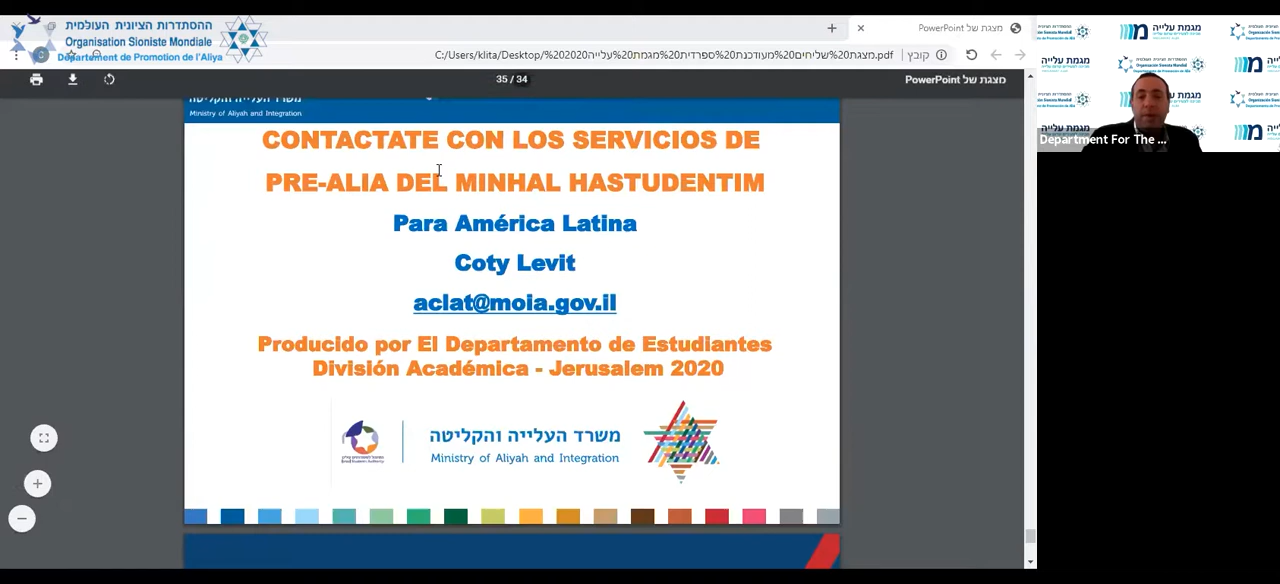 ההסתדרות הציונית העולמית
Organisation Sioniste Mondiale
Département de Promotion de l'Aliya
מצגת של PowerPoint
C:/Users/klita/Desktop/מצגת%20שליחים%20מעודכנת%20ספרדית%20מגמת%20עלייה%202020.pdf
קובץ
35 / 34
מצגת של PowerPoint
משרד העלייה והקליטה
Ministry of Aliyah and Integration
CONTACTATE CON LOS SERVICIOS DE
PRE-ALIA DEL MINHAL HASTUDENTIM
Para América Latina
Coty Levit
aclat@moia.gov.il
Producido por El Departamento de Estudiantes
División Académica - Jerusalem 2020
משרד העלייה והקליטה
Ministry of Aliyah and Integration
מגמת עלייה
Department For The ...